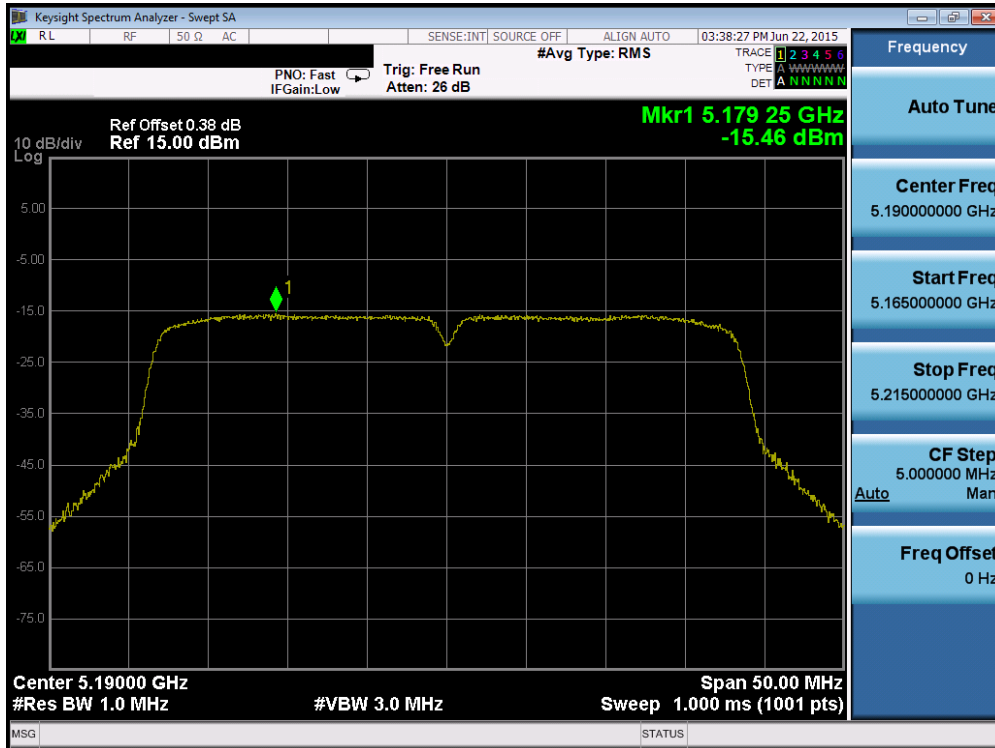 Keysight Spectrum Analyzer - Swept SA
LXI RL RF 50 Ω AC SENSE:INT SOURCE OFF ALIGN AUTO 03:38:27 PM Jun 22, 2015
#Avg Type: RMS
TRACE 1 2 3 4 5 6
TYPE A WWWWW
DET A N N N N N
PNO: Fast
IFGain:Low
Trig: Free Run
Atten: 26 dB
Mkr1 5.179 25 GHz
-15.46 dBm
Ref Offset 0.38 dB
10 dB/div Ref 15.00 dBm
Log
5.00
-5.00
1
-15.0
-25.0
-35.0
-45.0
-55.0
-65.0
-75.0
Center 5.19000 GHz Span 50.00 MHz
#Res BW 1.0 MHz #VBW 3.0 MHz Sweep 1.000 ms (1001 pts)
MSG STATUS
Frequency
Auto Tune
Center Freq
5.190000000 GHz
Start Freq
5.165000000 GHz
Stop Freq
5.215000000 GHz
CF Step
5.000000 MHz
Auto Man
Freq Offset
0 Hz